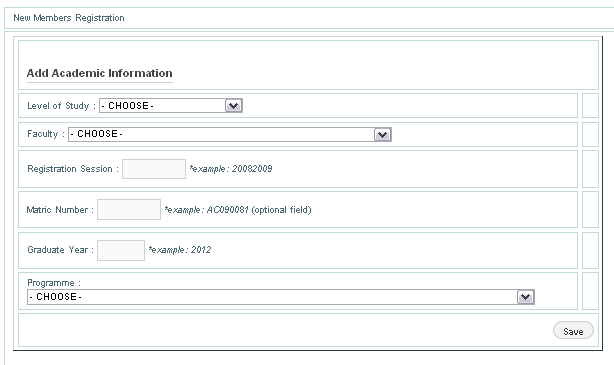 New Members Registration
Add Academic Information
Level of Study : - CHOOSE -
Faculty : - CHOOSE -
Registration Session : *example: 20082009
Matric Number : *example: AC090081 (optional field)
Graduate Year : *example: 2012
Programme :
- CHOOSE -
Save